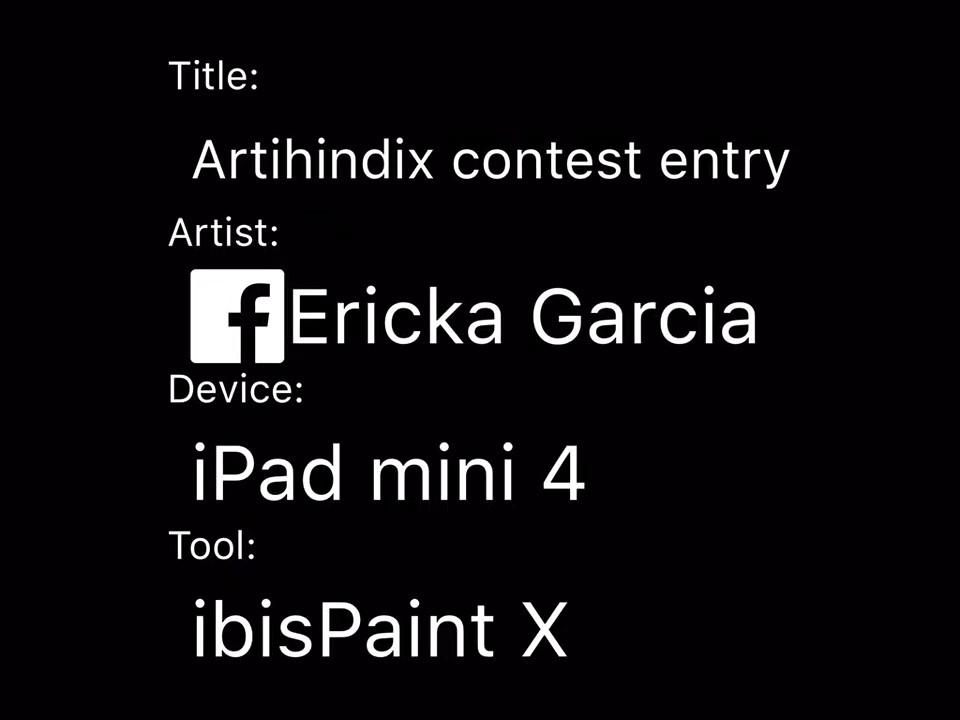 Title:
Artihindix contest entry
Artist:
Ericka Garcia
Device:
iPad mini 4
Tool:
ibisPaint X